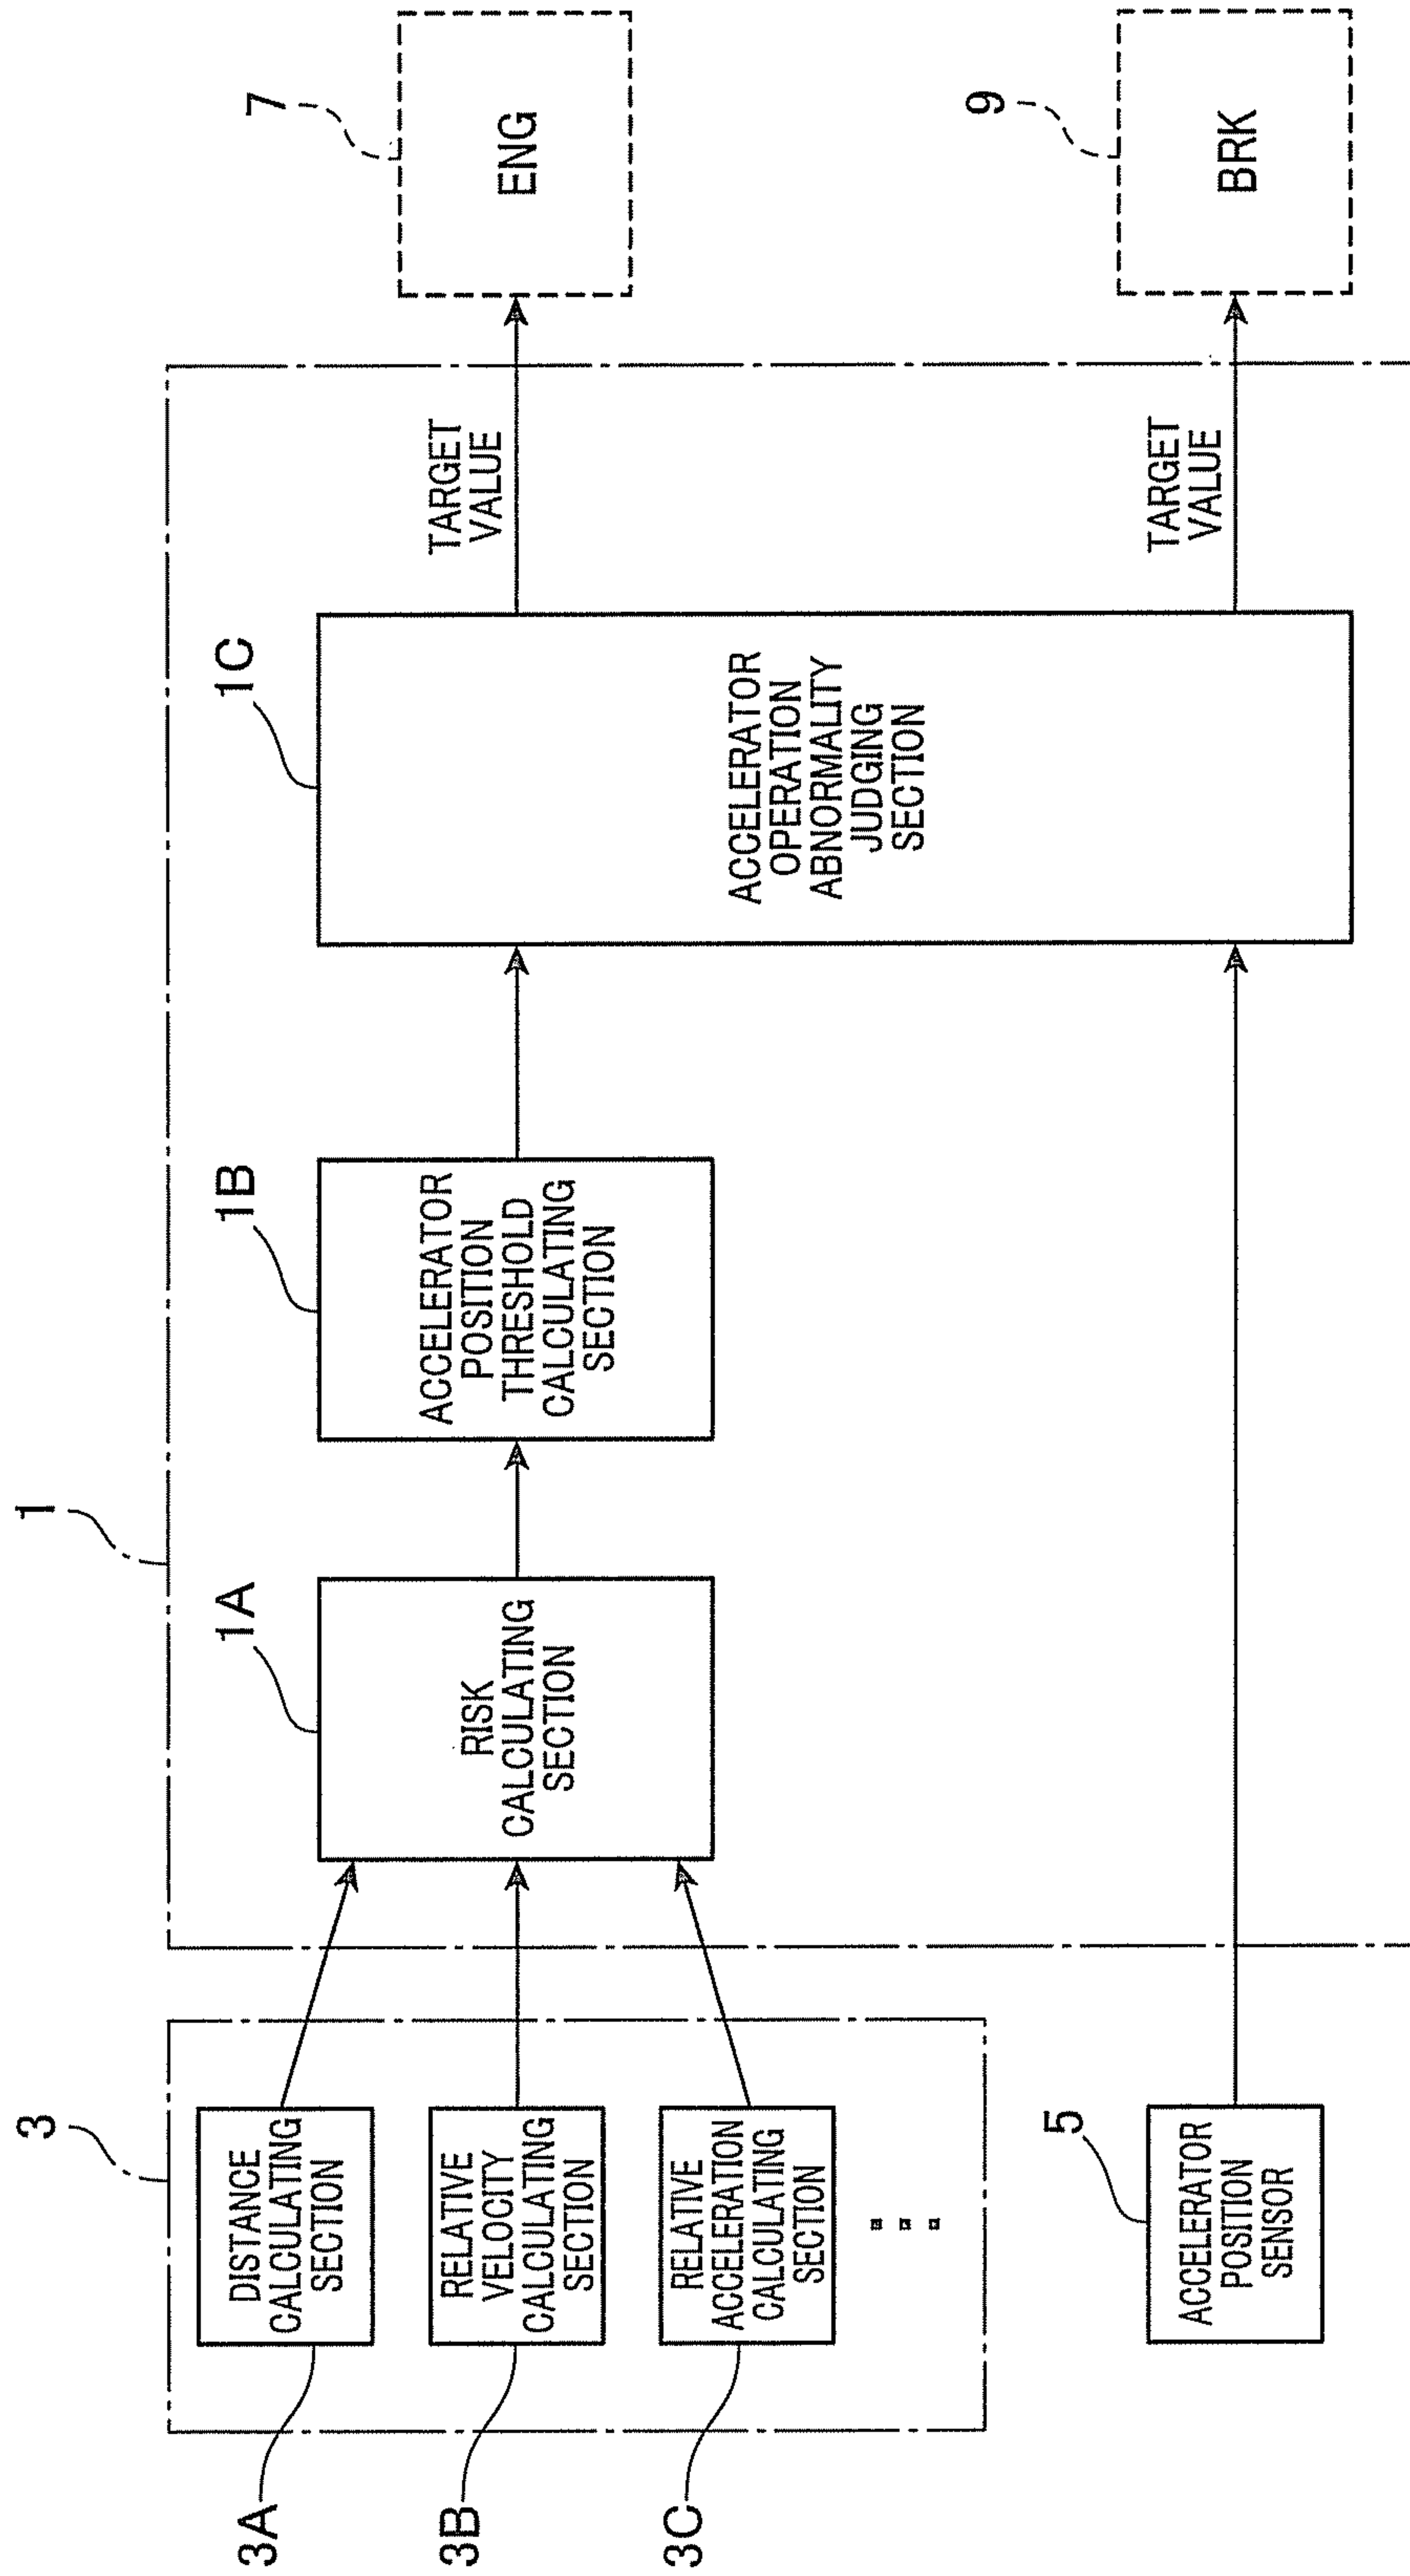 1
3
3A
DISTANCE
CALCULATING
SECTION
3B
RELATIVE
VELOCITY
CALCULATING
SECTION
3C
RELATIVE
ACCELERATION
CALCULATING
SECTION
5
ACCELERATOR
POSITION
SENSOR
1A
RISK
CALCULATING
SECTION
1B
ACCELERATOR
POSITION
THRESHOLD
CALCULATING
SECTION
1C
ACCELERATOR
OPERATION
ABNORMALITY
JUDGING
SECTION
TARGET
VALUE
TARGET
VALUE
7
ENG
9
BRK